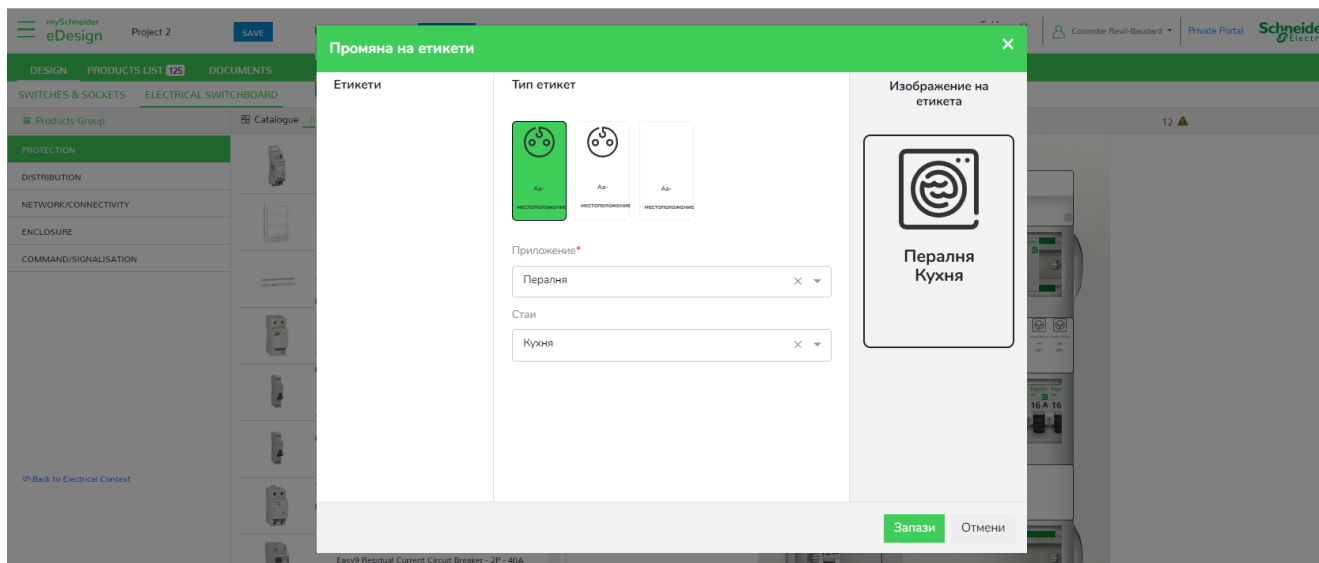 mySchneider
eDesign
Project 2
SAVE
Colombe Revil-Baudard
Private Portal
Schneide
Electr
DESIGN
PRODUCTS LIST 125
DOCUMENTS
SWITCHES & SOCKETS
ELECTRICAL SWITCHBOARD
Products Group
Catalogue
12
PROTECTION
DISTRIBUTION
NETWORK/CONNECTIVITY
ENCLOSURE
COMMAND/SIGNALISATION
Back to Electrical Context
Промяна на етикети
×
Етикети
Тип етикет
Aa-
местоположение
Aa-
местоположение
Aa-
местоположение
Приложение*
Пералня
Стаи
Кухня
Изображение на
етикета
Пералня
Кухня
Запази
Отмени
16 A 16
Easy9 Residual Current Circuit Breaker - 2P - 40A